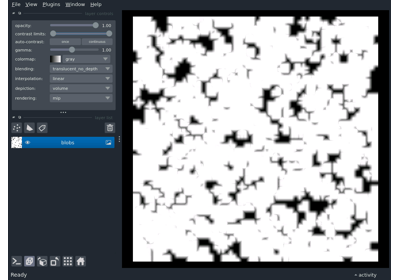 File View Plugins Window Help
opacity: 1.00
contrast limits:
auto-contrast: once continuous
gamma: 1.00
colormap: gray
blending: translucent_no_depth
interpolation: linear
depiction: volume
rendering: mip
blobs
Ready
activity